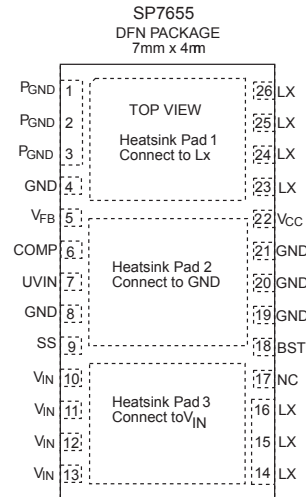 SP7655
DFN PACKAGE
7mm x 4mm
TOP VIEW
Heatsink Pad 1
Connect to Lx
Heatsink Pad 2
Connect to GND
Heatsink Pad 3
Connect toVIN
PGND 1
PGND 2
PGND 3
GND 4
VFB 5
COMP 6
UVIN 7
GND 8
SS 9
VIN 10
VIN 11
VIN 12
VIN 13
26 LX
25 LX
24 LX
23 LX
22 VCC
21 GND
20 GND
19 GND
18 BST
17 NC
16 LX
15 LX
14 LX